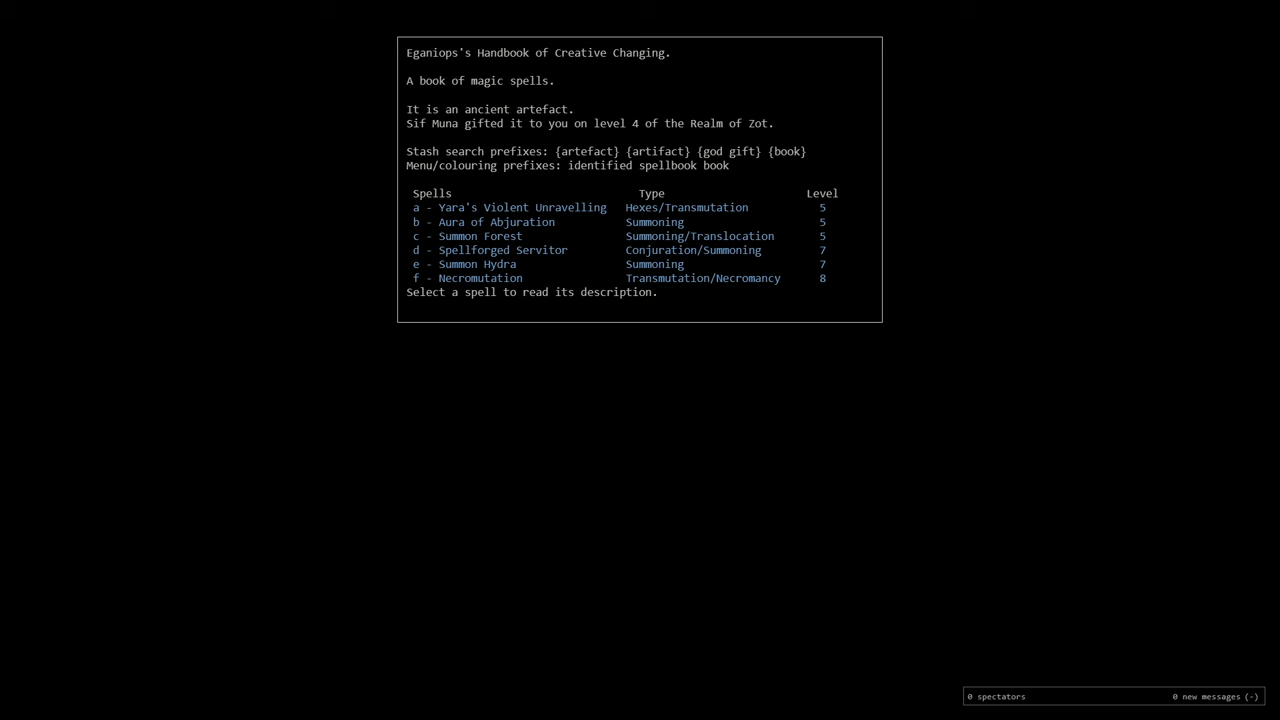 Eganiops's Handbook of Creative Changing.
A book of magic spells.
It is an ancient artefact.
Sif Muna gifted it to you on level 4 of the Realm of Zot.
Stash search prefixes: {artefact} {artifact} {god gift} {book}
Menu/colouring prefixes: identified spellbook book
Spells Type Level
a - Yara's Violent Unravelling Hexes/Transmutation 5
b - Aura of Abjuration Summoning 5
c - Summon Forest Summoning/Translocation 5
d - Spellforged Servitor Conjuration/Summoning 7
e - Summon Hydra Summoning 7
f - Necromutation Transmutation/Necromancy 8
Select a spell to read its description.
0 spectators 0 new messages (-)